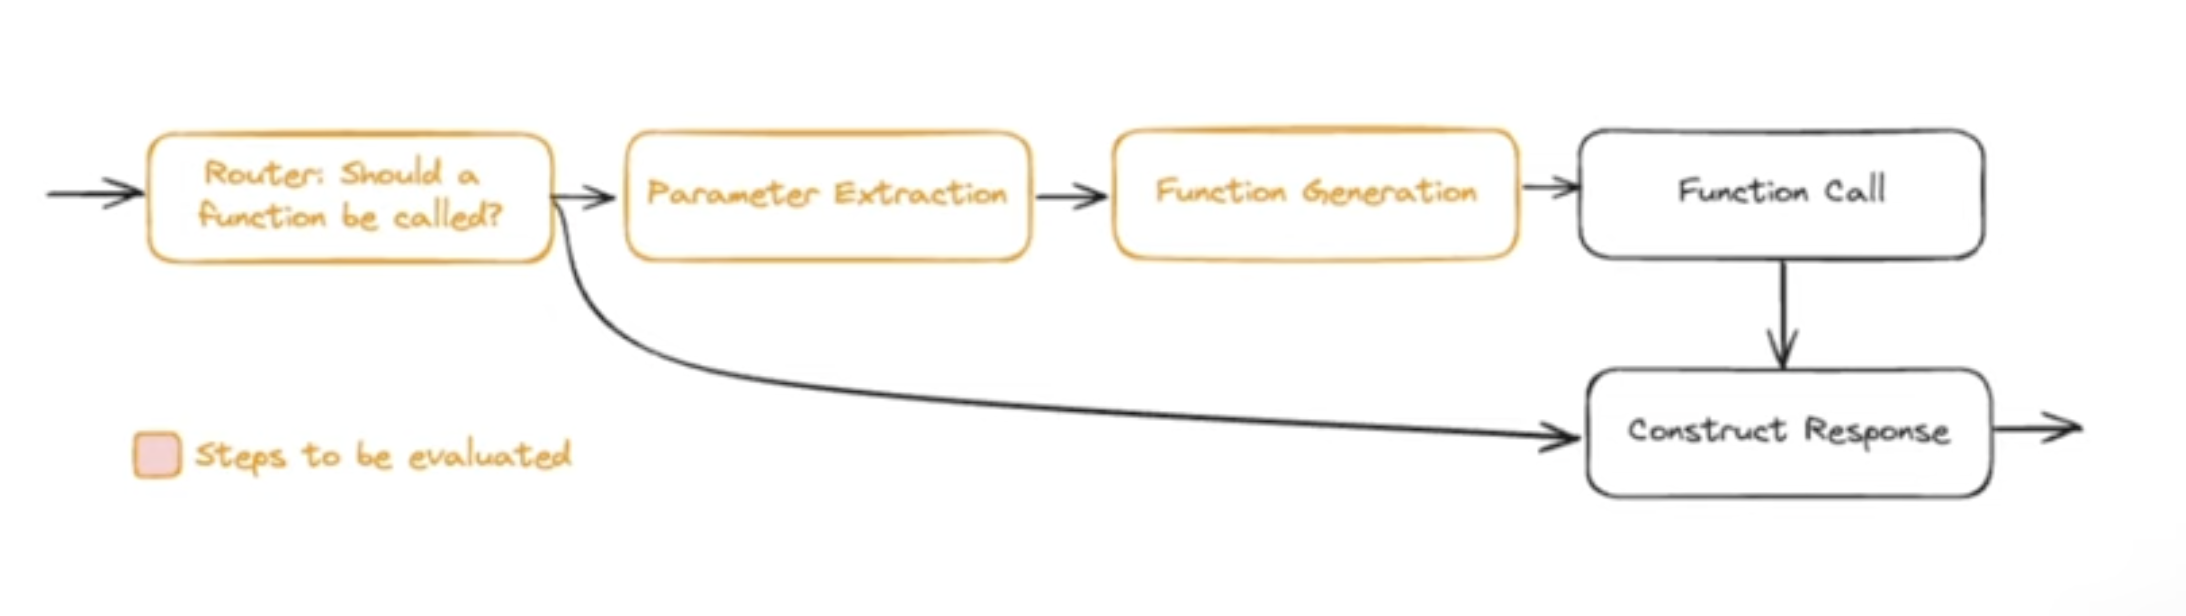 Router: Should a
function be called?
Parameter Extraction
Function Generation
Function Call
Construct Response
Steps to be evaluated